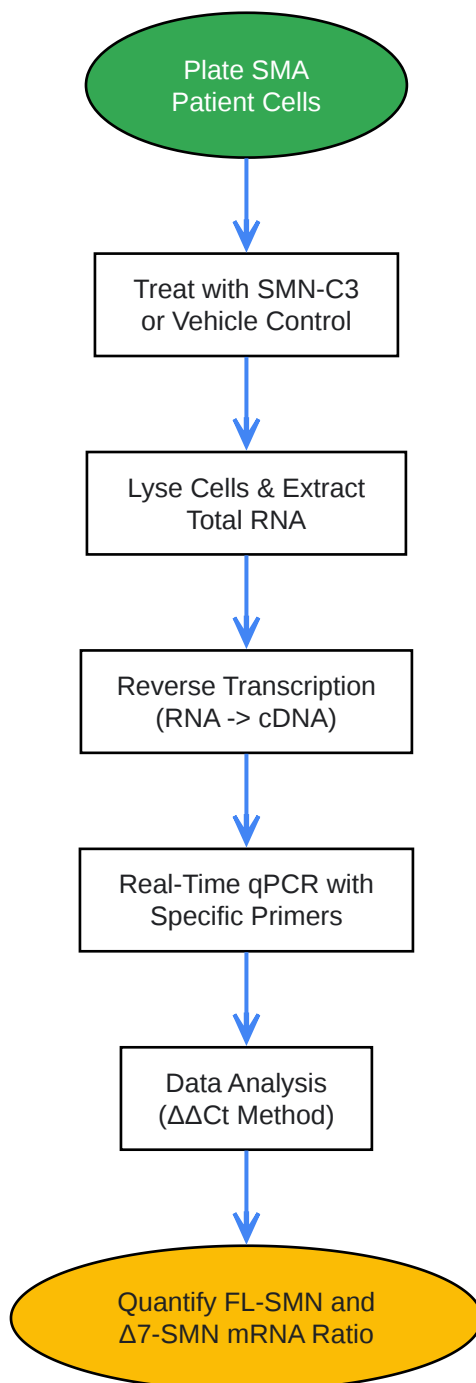 Plate SMA
Patient Cells
Treat with SMN-C3
or Vehicle Control
Lyse Cells & Extract
Total RNA
Reverse Transcription
(RNA -> cDNA)
Real-Time qPCR with
Specific Primers
Data Analysis
(ΔΔCt Method)
Quantify FL-SMN and
Δ7-SMN mRNA Ratio